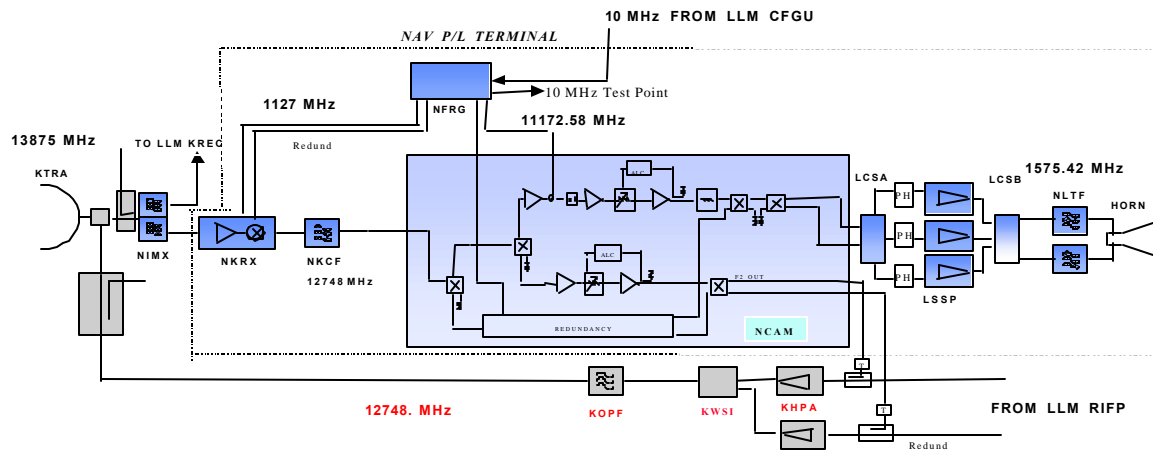 10 MHz FROM LLM CFGU
NAV P/L TERMINAL
10 MHz Test Point
NFRG
1127 MHz
11172.58 MHz
Redund
13875 MHz
TO LLM KREC
KTRA
ALC
LCSA
LCSB
1575.42 MHz
NLTF
HORN
PH
PH
PH
NIMX
NKRX
NKCF
12748 MHz
ALC
F2 OUT
LSSP
REDUNDANCY
NCAM
T
12748. MHz
KOPF
KWSI
KHPA
T
FROM LLM RIFP
Redund